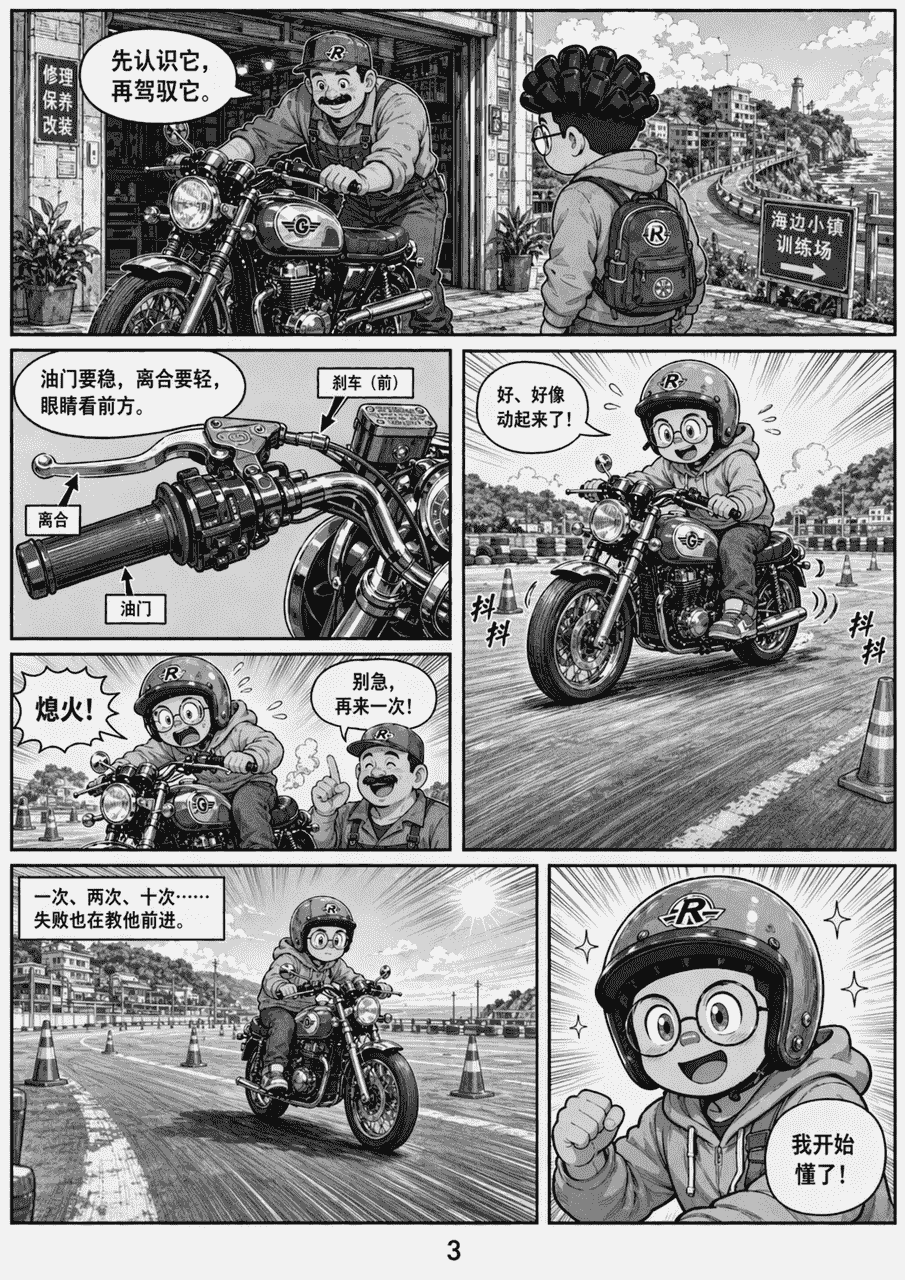 先认识它，
再驾驭它。
修理
保养
改装
R
G
R
海边小镇
训练场
油门要稳，离合要轻，
眼睛看前方。
刹车（前）
离合
油门
好、好像
动起来了！
R
G
抖
抖
抖
抖
熄火！
R
G
别急，
再来一次！
R
一次、两次、十次……
失败也在教他前进。
R
R
我开始
懂了！
3